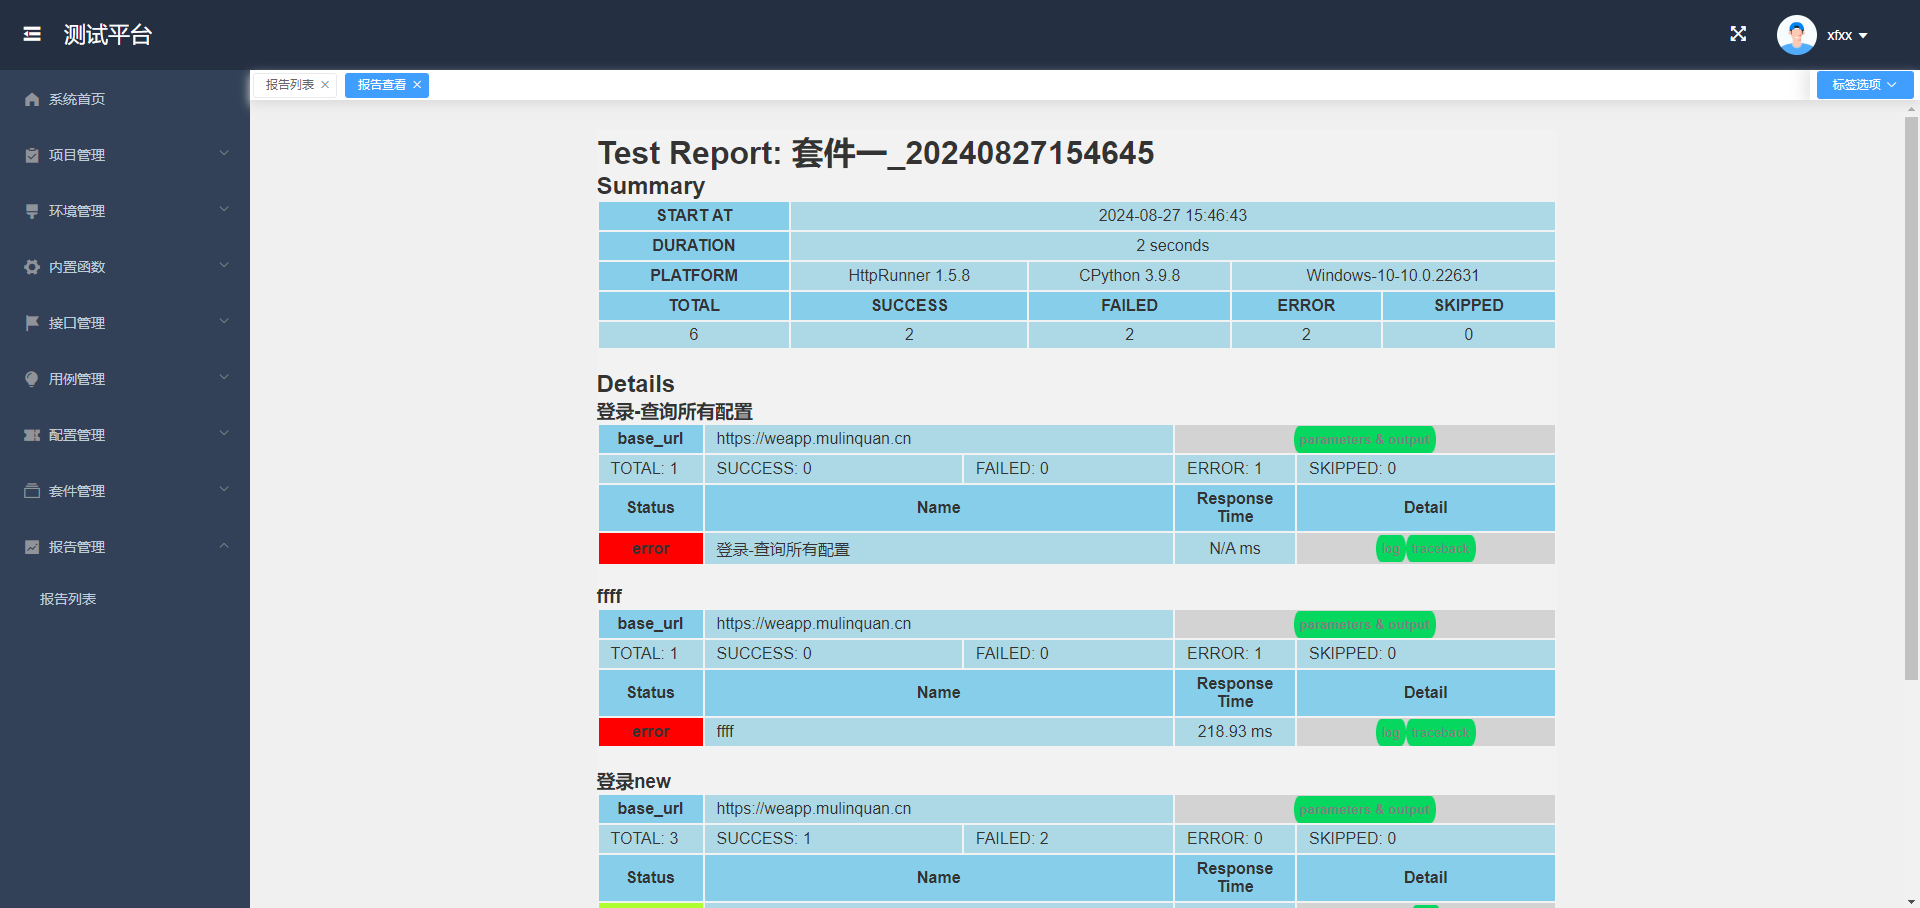 测试平台
xfxx
系统首页
项目管理
环境管理
内置函数
接口管理
用例管理
配置管理
套件管理
报告管理
报告列表
报告列表
报告查看
标签选项
Test Report: 套件一_20240827154645
Summary
START AT 2024-08-27 15:46:43
DURATION 2 seconds
PLATFORM HttpRunner 1.5.8 CPython 3.9.8 Windows-10-10.0.22631
TOTAL SUCCESS FAILED ERROR SKIPPED
6 2 2 2 0
Details
登录-查询所有配置
base_url https://weapp.mulinquan.cn parameters & output
TOTAL: 1 SUCCESS: 0 FAILED: 0 ERROR: 1 SKIPPED: 0
Status Name Response Time Detail
error 登录-查询所有配置 N/A ms log traceback
ffff
base_url https://weapp.mulinquan.cn parameters & output
TOTAL: 1 SUCCESS: 0 FAILED: 0 ERROR: 1 SKIPPED: 0
Status Name Response Time Detail
error ffff 218.93 ms log traceback
登录new
base_url https://weapp.mulinquan.cn parameters & output
TOTAL: 3 SUCCESS: 1 FAILED: 2 ERROR: 0 SKIPPED: 0
Status Name Response Time Detail